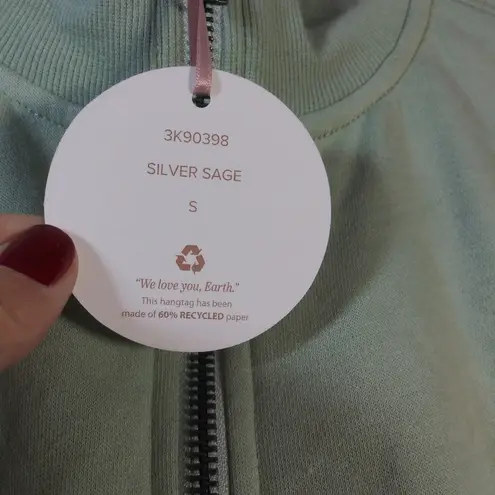 3K90398
SILVER SAGE
S
"We love you, Earth."
This hangtag has been
made of 60% RECYCLED paper